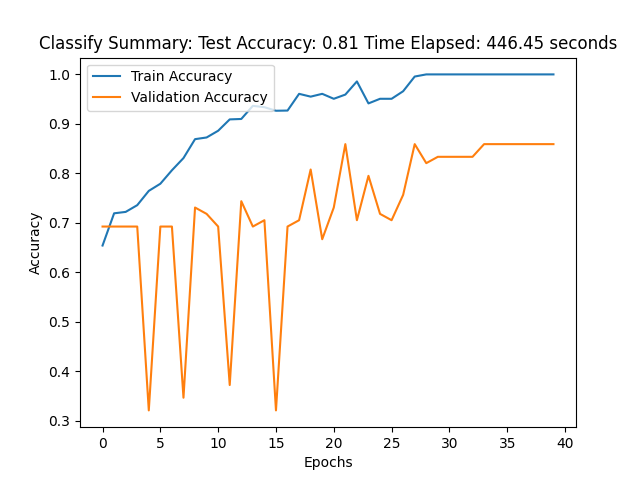 Classify Summary: Test Accuracy: 0.81 Time Elapsed: 446.45 seconds
Train Accuracy
Validation Accuracy
1.0
0.9
0.8
0.7
0.6
0.5
0.4
0.3
Accuracy
0 5 10 15 20 25 30 35 40
Epochs